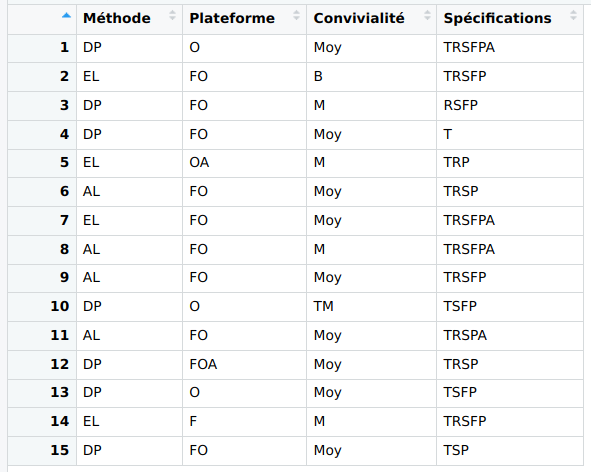 Méthode Plateforme Convivialité Spécifications
1 DP O Moy TRSFPA
2 EL FO B TRSFP
3 DP FO M RSFP
4 DP FO Moy T
5 EL OA M TRP
6 AL FO Moy TRSP
7 EL FO Moy TRSFPA
8 AL FO M TRSFPA
9 AL FO Moy TRSFP
10 DP O TM TSFP
11 AL FO Moy TRSPA
12 DP FOA Moy TRSP
13 DP O Moy TSFP
14 EL F M TRSFP
15 DP FO Moy TSP